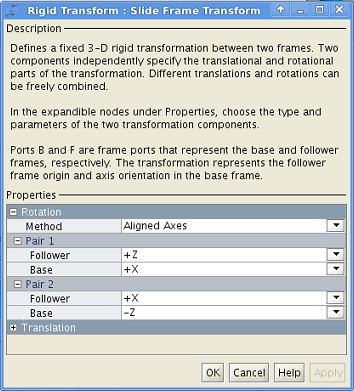 Rigid Transform : Slide Frame Transform
Description
Defines a fixed 3-D rigid transformation between two frames. Two
components independently specify the translational and rotational
parts of the transformation. Different translations and rotations can
be freely combined.
In the expandible nodes under Properties, choose the type and
parameters of the two transformation components.
Ports B and F are frame ports that represent the base and follower
frames, respectively. The transformation represents the follower
frame origin and axis orientation in the base frame.
Properties
Rotation
Method Aligned Axes
Pair 1
Follower +Z
Base +X
Pair 2
Follower +X
Base -Z
Translation
OK Cancel Help Apply